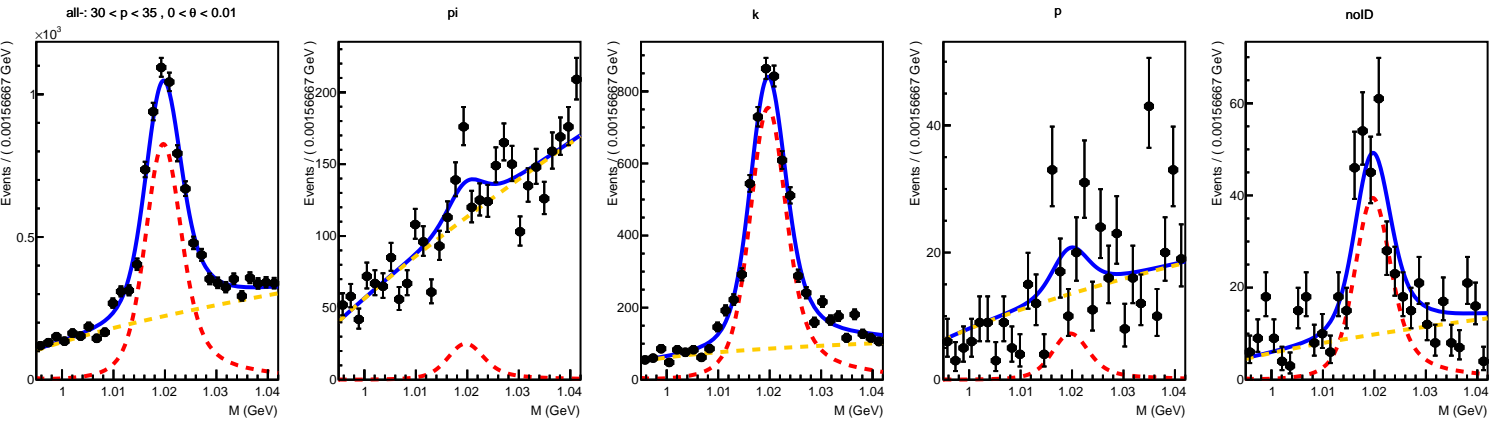 all-: 30 < p < 35 , 0 < θ < 0.01
×10³
Events / ( 0.00156667 GeV )
1
0.5
0
1 1.01 1.02 1.03 1.04
M (GeV)
pi
Events / ( 0.00156667 GeV )
200
150
100
50
0
1 1.01 1.02 1.03 1.04
M (GeV)
k
Events / ( 0.00156667 GeV )
800
600
400
200
0
1 1.01 1.02 1.03 1.04
M (GeV)
p
Events / ( 0.00156667 GeV )
40
20
0
1 1.01 1.02 1.03 1.04
M (GeV)
noID
Events / ( 0.00156667 GeV )
60
40
20
0
1 1.01 1.02 1.03 1.04
M (GeV)